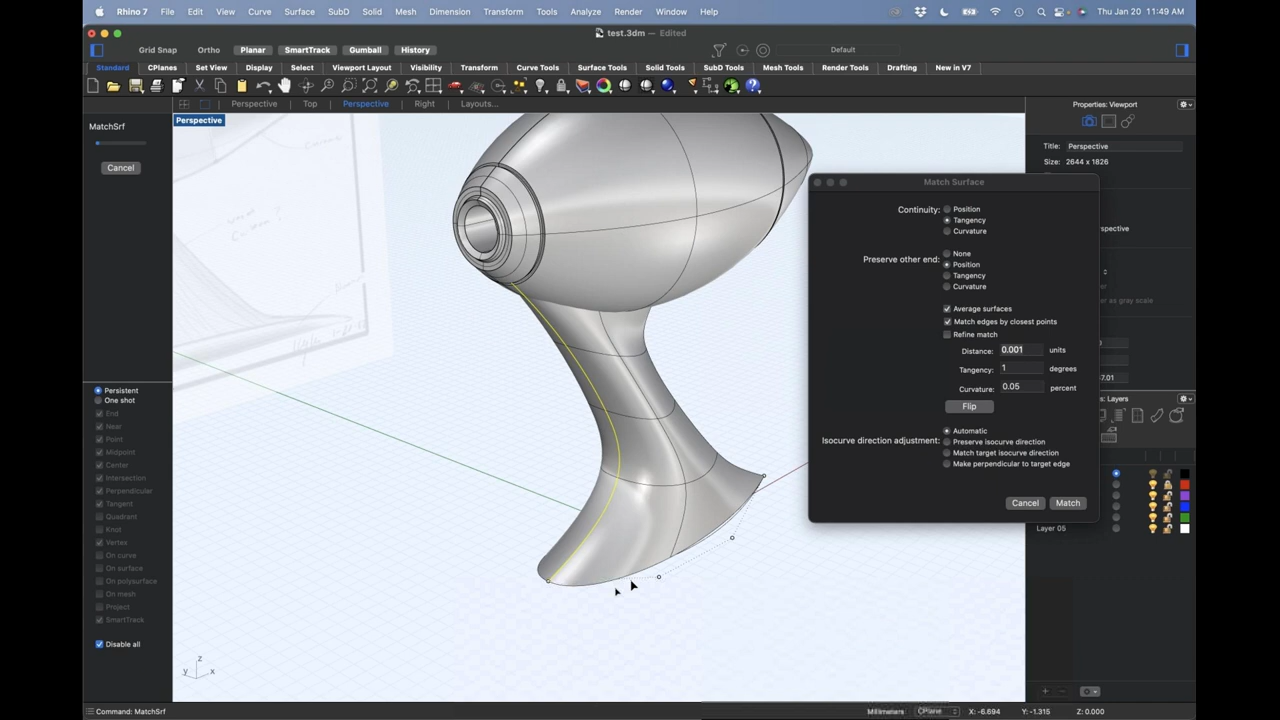 Rhino 7 File Edit View Curve Surface SubD Solid Mesh Dimension Transform Tools Analyze Render Window Help Thu Jan 20 11:49 AM
test.3dm — Edited
Grid Snap Ortho Planar SmartTrack Gumball History Default
Standard CPlanes Set View Display Select Viewport Layout Visibility Transform Curve Tools Surface Tools Solid Tools SubD Tools Mesh Tools Render Tools Drafting New in V7
Perspective Top Perspective Right Layouts... Properties: Viewport
Perspective
MatchSrf
Cancel
Title: Perspective
Size: 2644 x 1826
Match Surface
Continuity: Position
Tangency
Curvature
Preserve other end: None
Position
Tangency
Curvature
Average surfaces
Match edges by closest points
Refine match
Distance: 0.001 units
Tangency: 1 degrees
Curvature: 0.05 percent
Flip
Isocurve direction adjustment: Automatic
Preserve isocurve direction
Match target isocurve direction
Make perpendicular to target edge
Cancel Match
spective
er as gray scale
-7.01
s: Layers
Layer 05
Persistent
One shot
End
Near
Point
Midpoint
Center
Intersection
Perpendicular
Tangent
Quadrant
Knot
Vertex
On curve
On surface
On polysurface
On mesh
Project
SmartTrack
Disable all
z
y x
Command: MatchSrf Millimeters CPlane X: -6.694 Y: -1.315 Z: 0.000